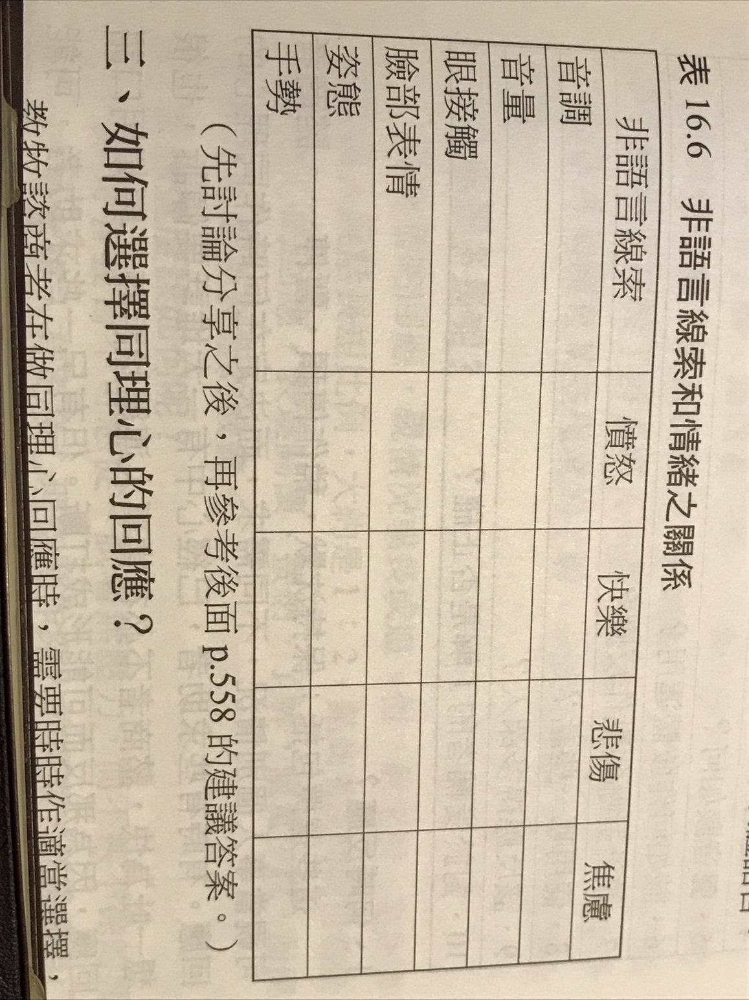 表 16.6　非語言線索和情緒之關係
非語言線索　憤怒　快樂　悲傷　焦慮
音調
音量
眼接觸
臉部表情
姿態
手勢
（先討論分享之後，再參考後面 p.558 的建議答案。）
三、如何選擇同理心的回應？
教牧諮商者在做同理心回應時，需要時時作適當選擇，